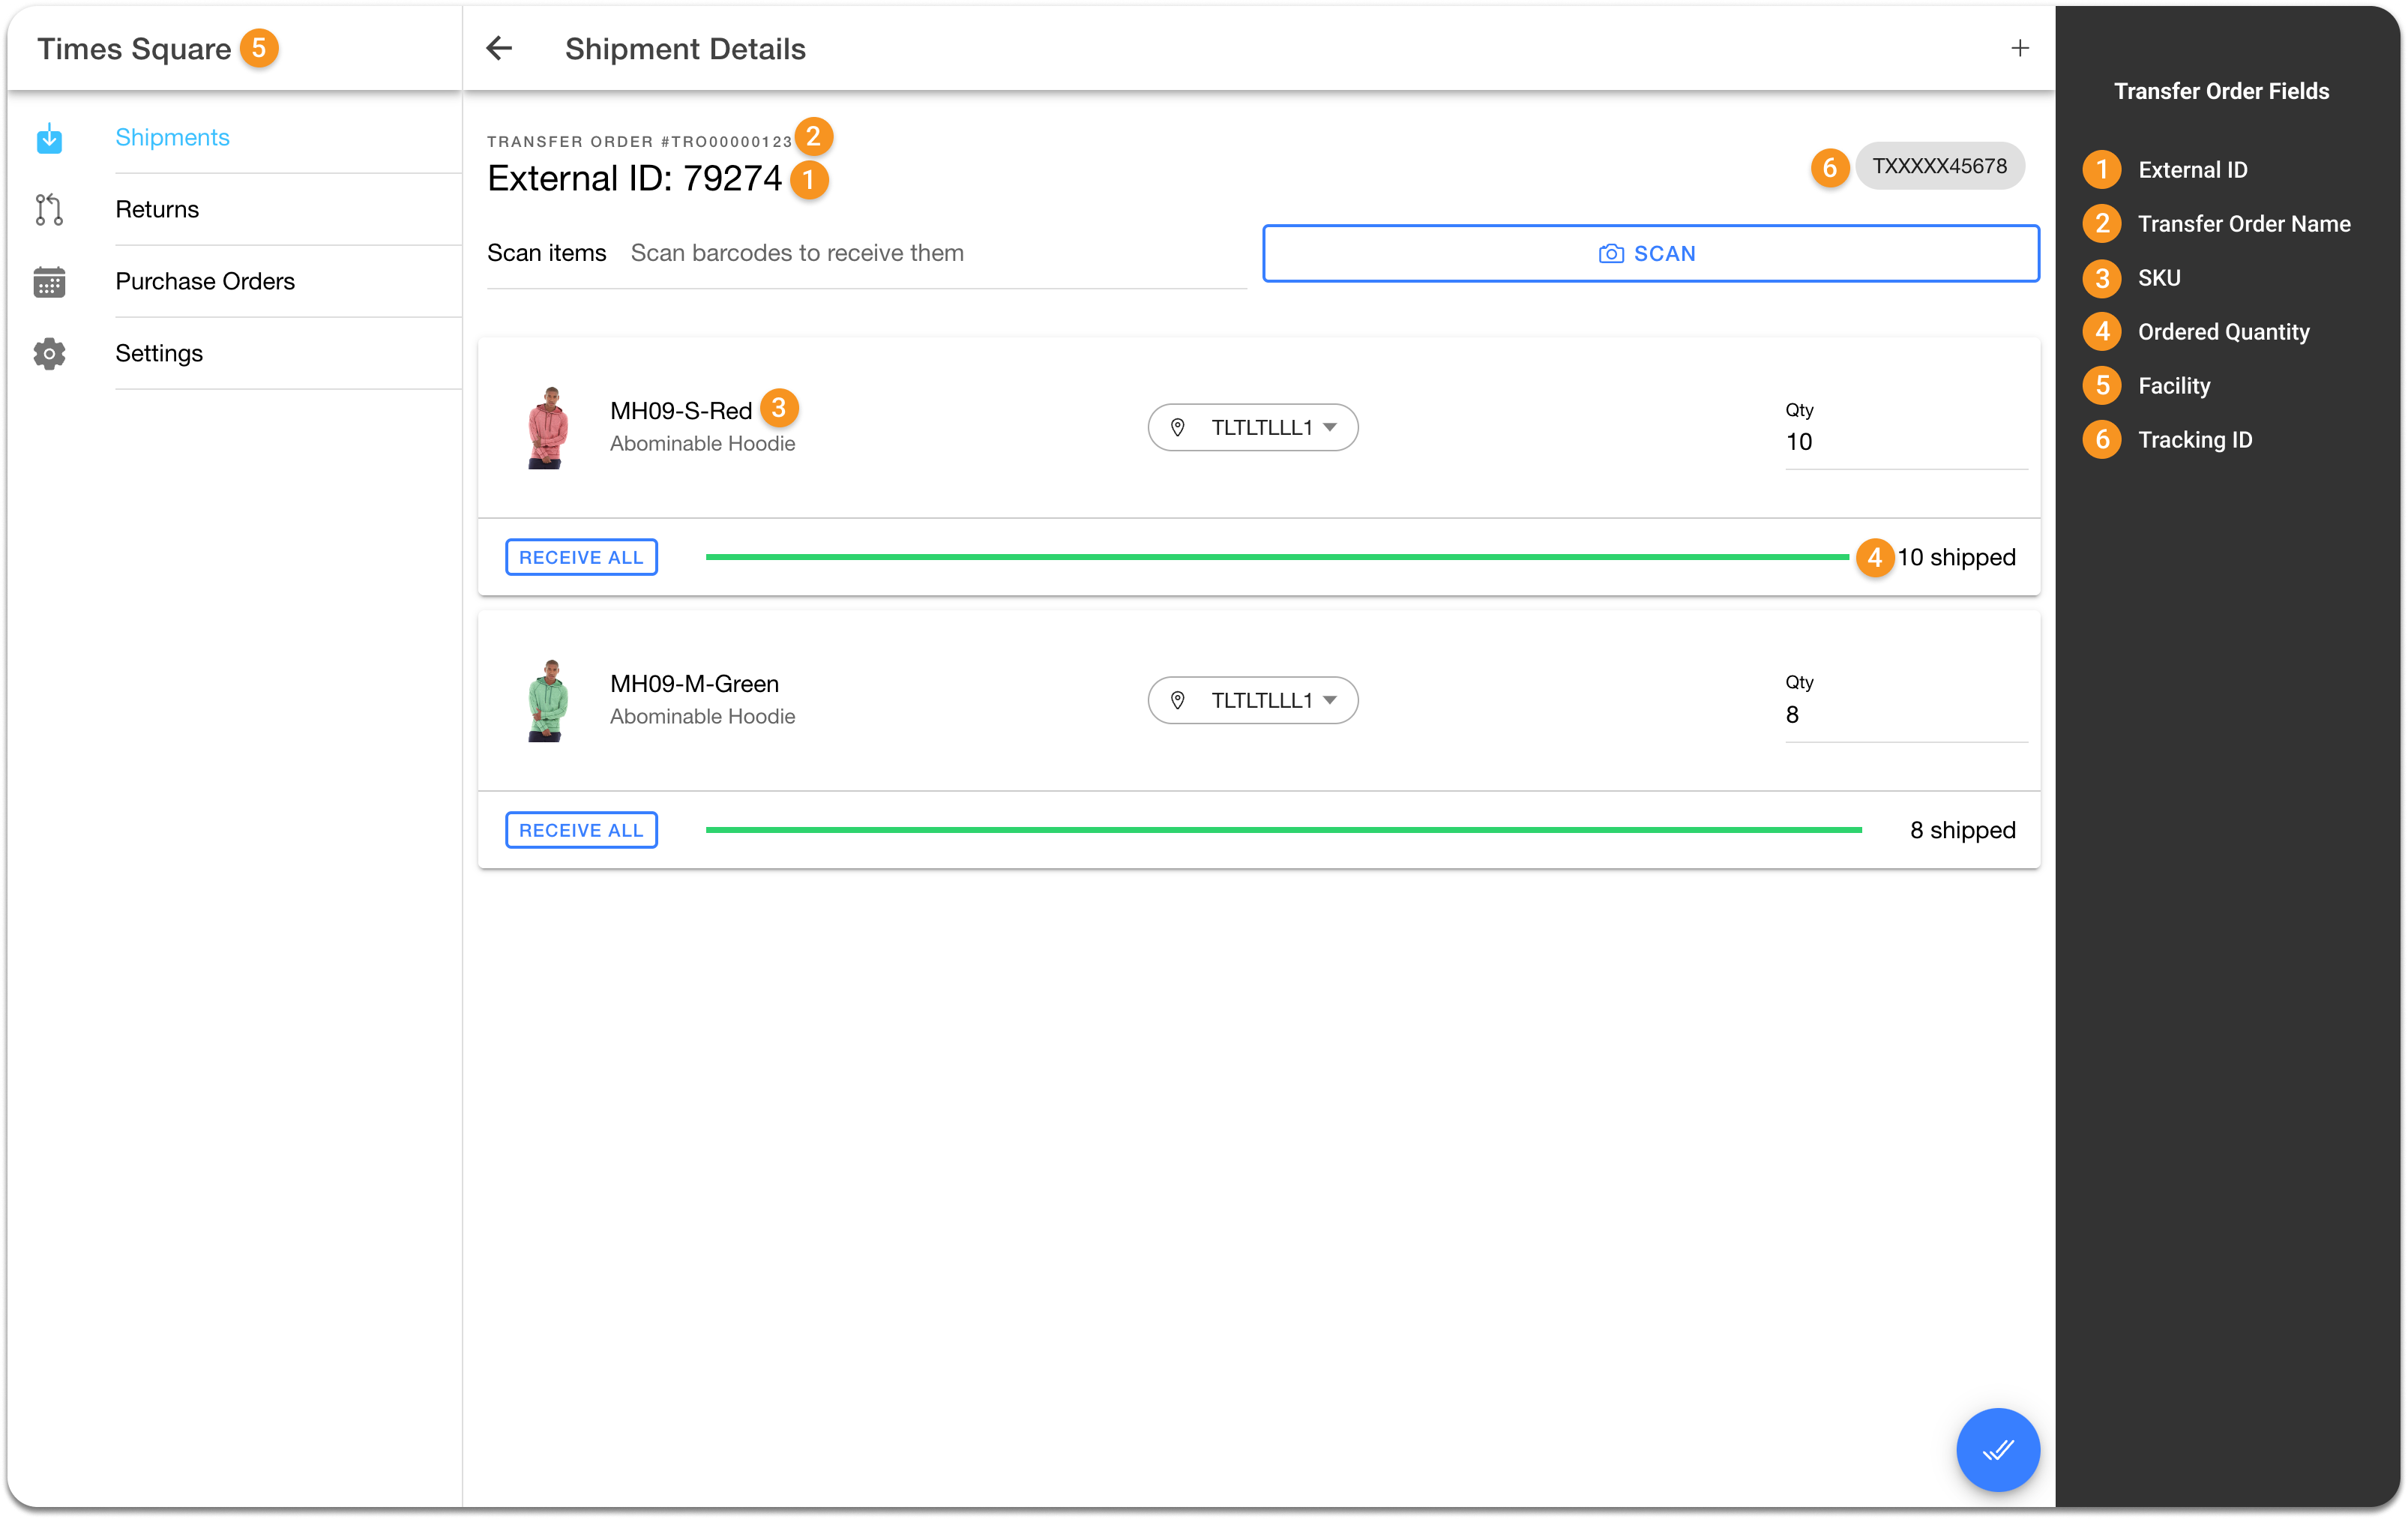 Times Square 5
Shipments
Returns
Purchase Orders
Settings
Shipment Details
TRANSFER ORDER #TRO00000123 2
External ID: 79274 1
6 TXXXXX45678
Scan items Scan barcodes to receive them
SCAN
MH09-S-Red 3
Abominable Hoodie
TLTLTLLL1
Qty
10
RECEIVE ALL
4 10 shipped
MH09-M-Green
Abominable Hoodie
TLTLTLLL1
Qty
8
RECEIVE ALL
8 shipped
Transfer Order Fields
1 External ID
2 Transfer Order Name
3 SKU
4 Ordered Quantity
5 Facility
6 Tracking ID